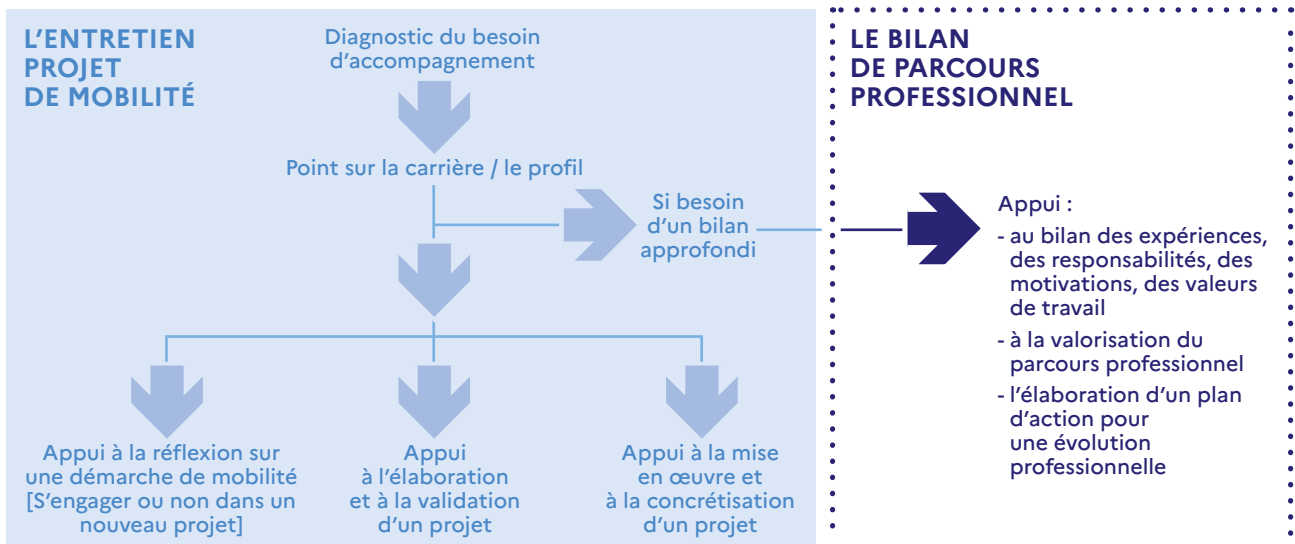 L'ENTRETIEN
PROJET
DE MOBILITÉ
Diagnostic du besoin
d'accompagnement
Point sur la carrière / le profil
Si besoin
d'un bilan
approfondi
Appui à la réflexion sur
une démarche de mobilité
[S'engager ou non dans un
nouveau projet]
Appui
à l'élaboration
et à la validation
d'un projet
Appui à la mise
en œuvre et
à la concrétisation
d'un projet
LE BILAN
DE PARCOURS
PROFESSIONNEL
Appui :
- au bilan des expériences,
des responsabilités, des
motivations, des valeurs
de travail
- à la valorisation du
parcours professionnel
- l'élaboration d'un plan
d'action pour
une évolution
professionnelle